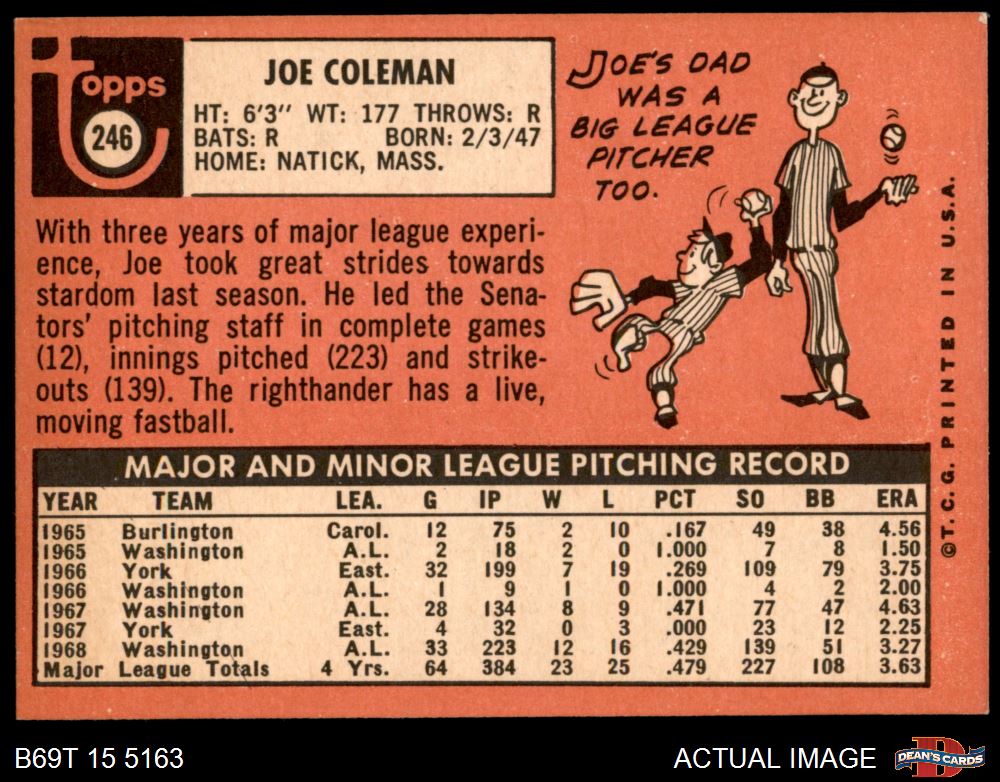 Topps
246
JOE COLEMAN
HT: 6'3" WT: 177 THROWS: R
BATS: R BORN: 2/3/47
HOME: NATICK, MASS.
JOE'S DAD
WAS A
BIG LEAGUE
PITCHER
TOO.
With three years of major league experi-
ence, Joe took great strides towards
stardom last season. He led the Sena-
tors' pitching staff in complete games
(12), innings pitched (223) and strike-
outs (139). The righthander has a live,
moving fastball.
MAJOR AND MINOR LEAGUE PITCHING RECORD
YEAR TEAM LEA. G IP W L PCT SO BB ERA
1965 Burlington Carol. 12 75 2 10 .167 49 38 4.56
1965 Washington A.L. 2 18 2 0 1.000 7 8 1.50
1966 York East. 32 199 7 19 .269 109 79 3.75
1966 Washington A.L. 1 9 1 0 1.000 4 2 2.00
1967 Washington A.L. 28 134 8 9 .471 77 47 4.63
1967 York East. 4 32 0 3 .000 23 12 2.25
1968 Washington A.L. 33 223 12 16 .429 139 51 3.27
Major League Totals 4 Yrs. 64 384 23 25 .479 227 108 3.63
©T.C.G. PRINTED IN U.S.A.
B69T 15 5163
ACTUAL IMAGE
D
DEAN'S CARDS